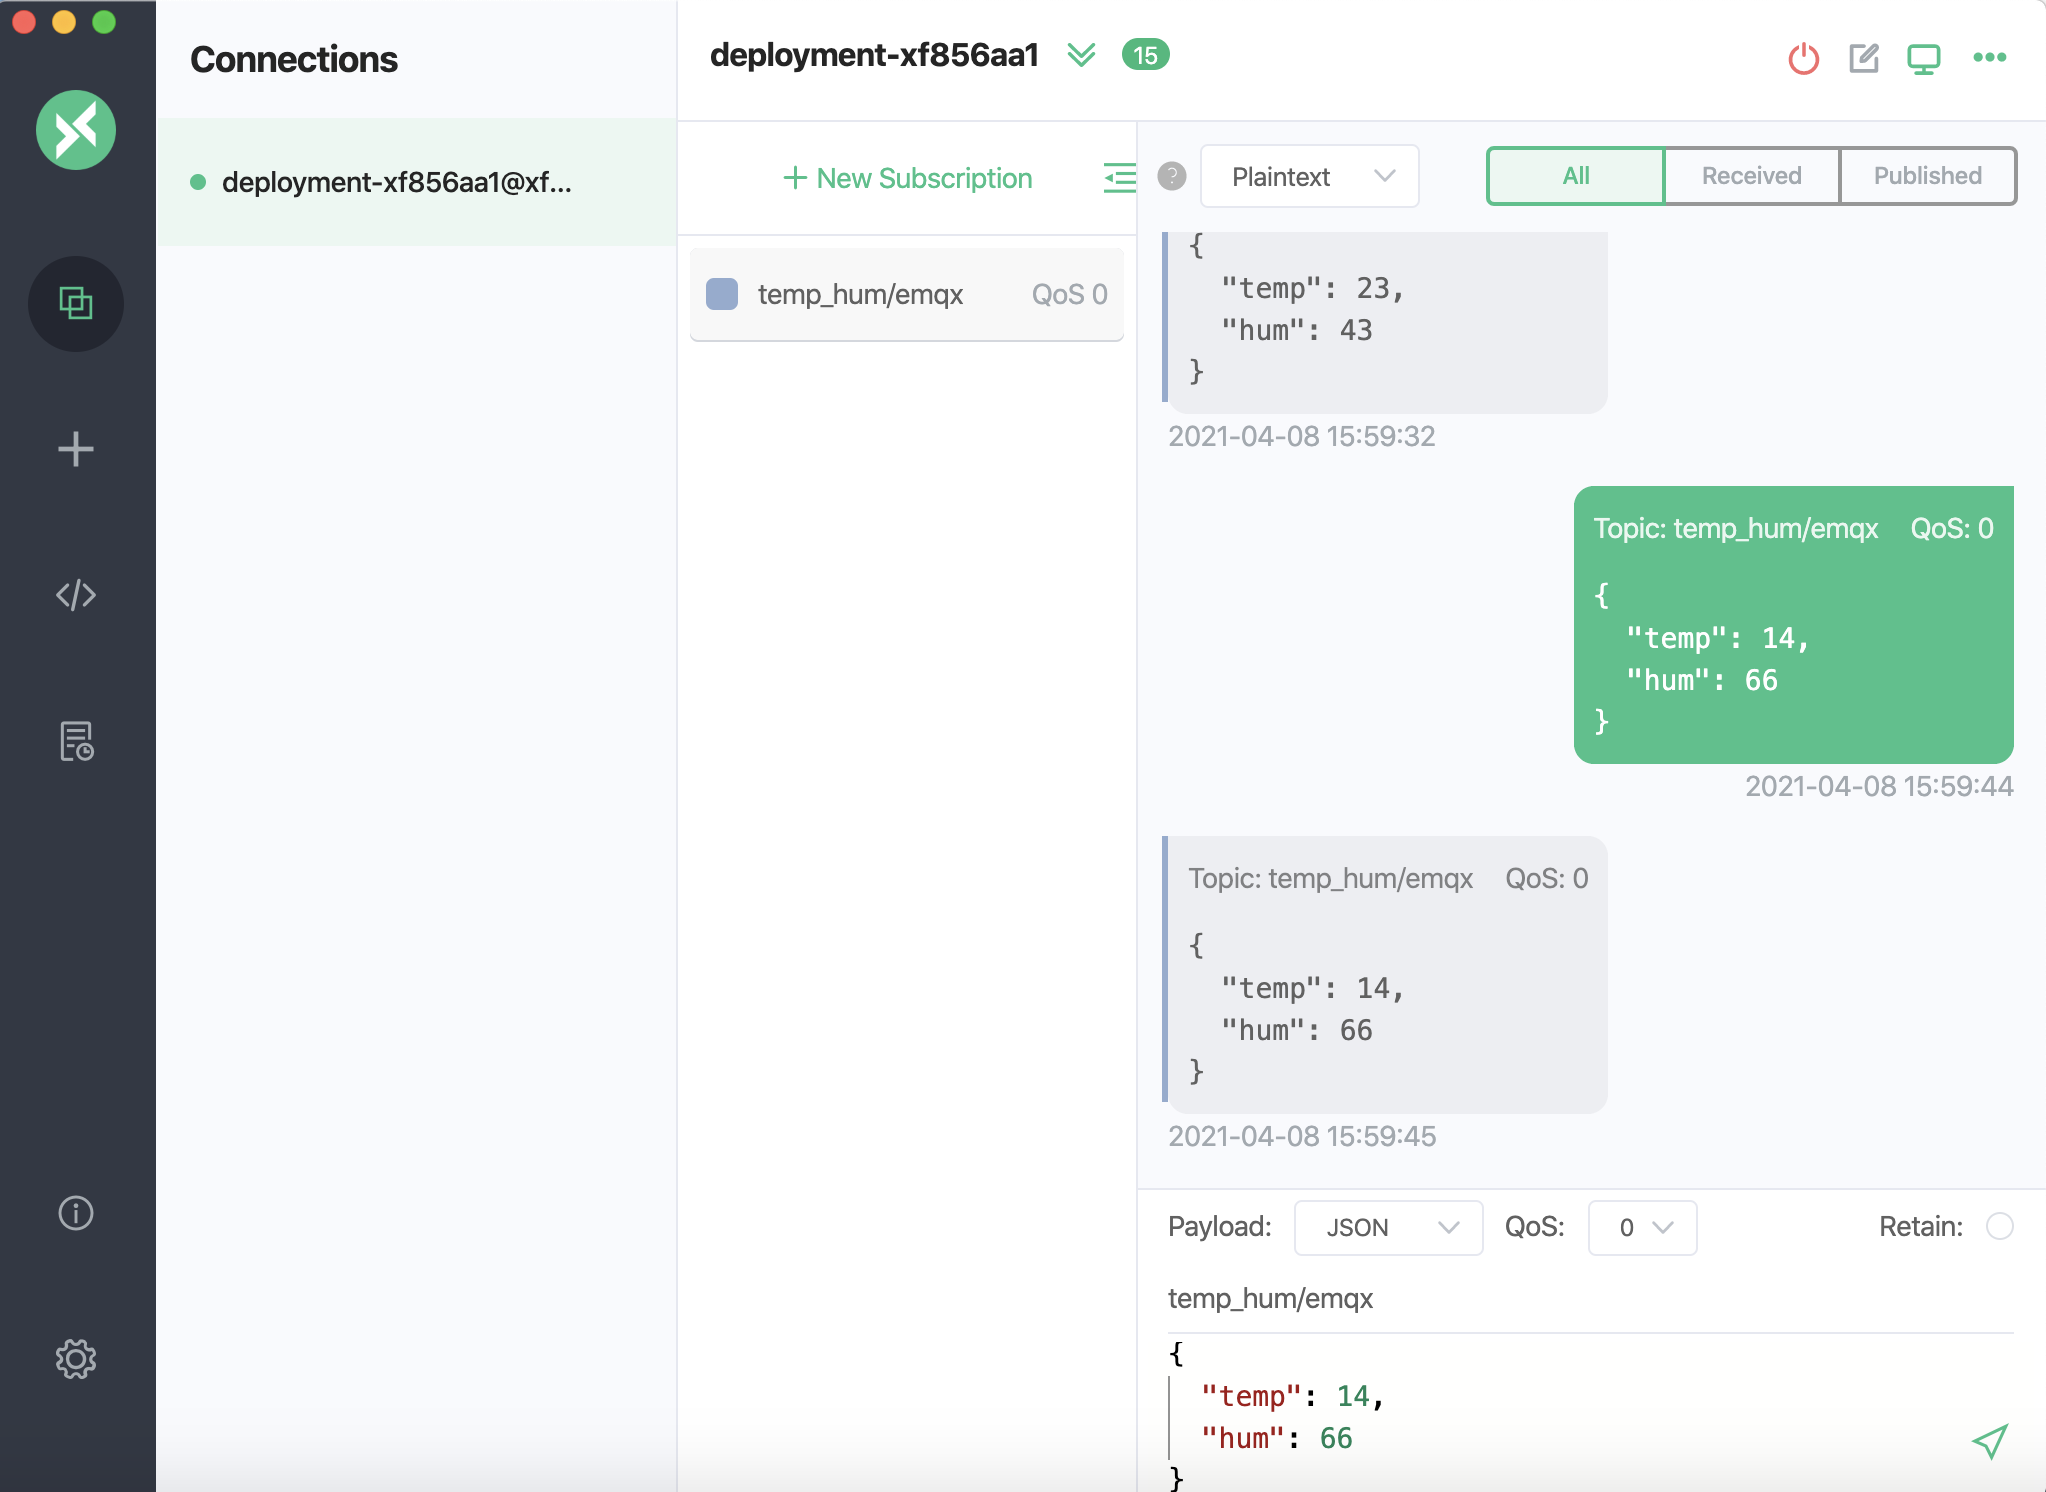 Connections
deployment-xf856aa1@xf...
deployment-xf856aa1
15
+ New Subscription
temp_hum/emqx QoS 0
? Plaintext
All Received Published
{
  "temp": 23,
  "hum": 43
}
2021-04-08 15:59:32
Topic: temp_hum/emqx QoS: 0
{
  "temp": 14,
  "hum": 66
}
2021-04-08 15:59:44
Topic: temp_hum/emqx QoS: 0
{
  "temp": 14,
  "hum": 66
}
2021-04-08 15:59:45
Payload: JSON QoS: 0 Retain:
temp_hum/emqx
{
  "temp": 14,
  "hum": 66
}